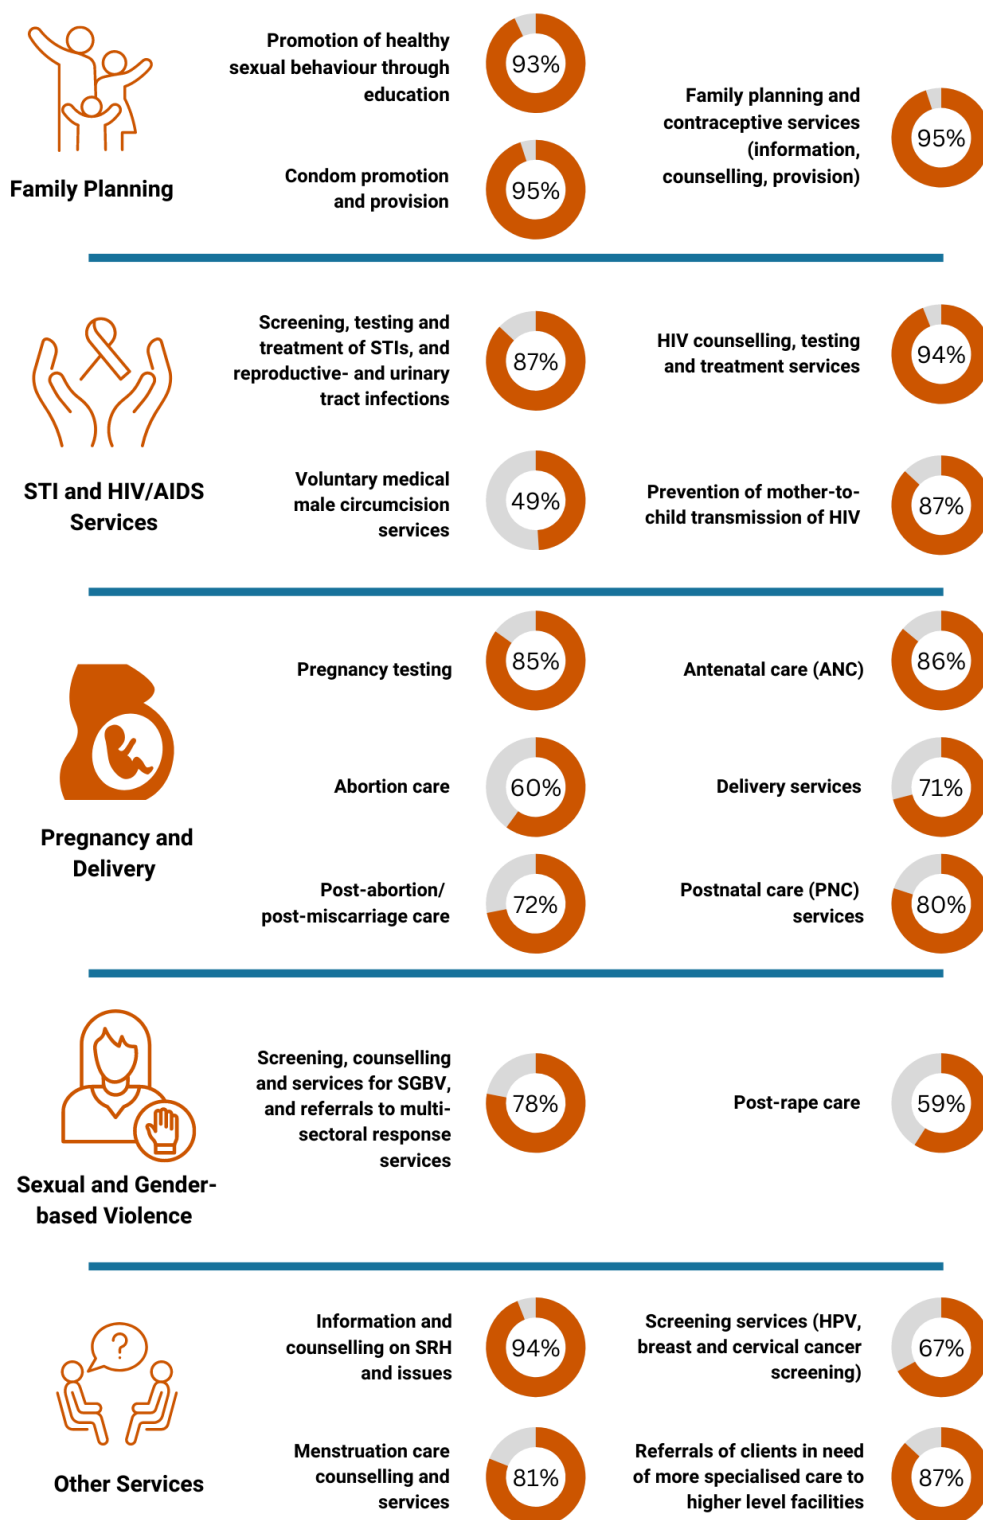 Family Planning
Promotion of healthy
sexual behaviour through
education
93%
Condom promotion
and provision
95%
Family planning and
contraceptive services
(information,
counselling, provision)
95%
STI and HIV/AIDS
Services
Screening, testing and
treatment of STIs, and
reproductive- and urinary
tract infections
87%
HIV counselling, testing
and treatment services
94%
Voluntary medical
male circumcision
services
49%
Prevention of mother-to-
child transmission of HIV
87%
Pregnancy and
Delivery
Pregnancy testing
85%
Antenatal care (ANC)
86%
Abortion care
60%
Delivery services
71%
Post-abortion/
post-miscarriage care
72%
Postnatal care (PNC)
services
80%
Sexual and Gender-
based Violence
Screening, counselling
and services for SGBV,
and referrals to multi-
sectoral response
services
78%
Post-rape care
59%
?
Other Services
Information and
counselling on SRH
and issues
94%
Screening services (HPV,
breast and cervical cancer
screening)
67%
Menstruation care
counselling and
services
81%
Referrals of clients in need
of more specialised care to
higher level facilities
87%